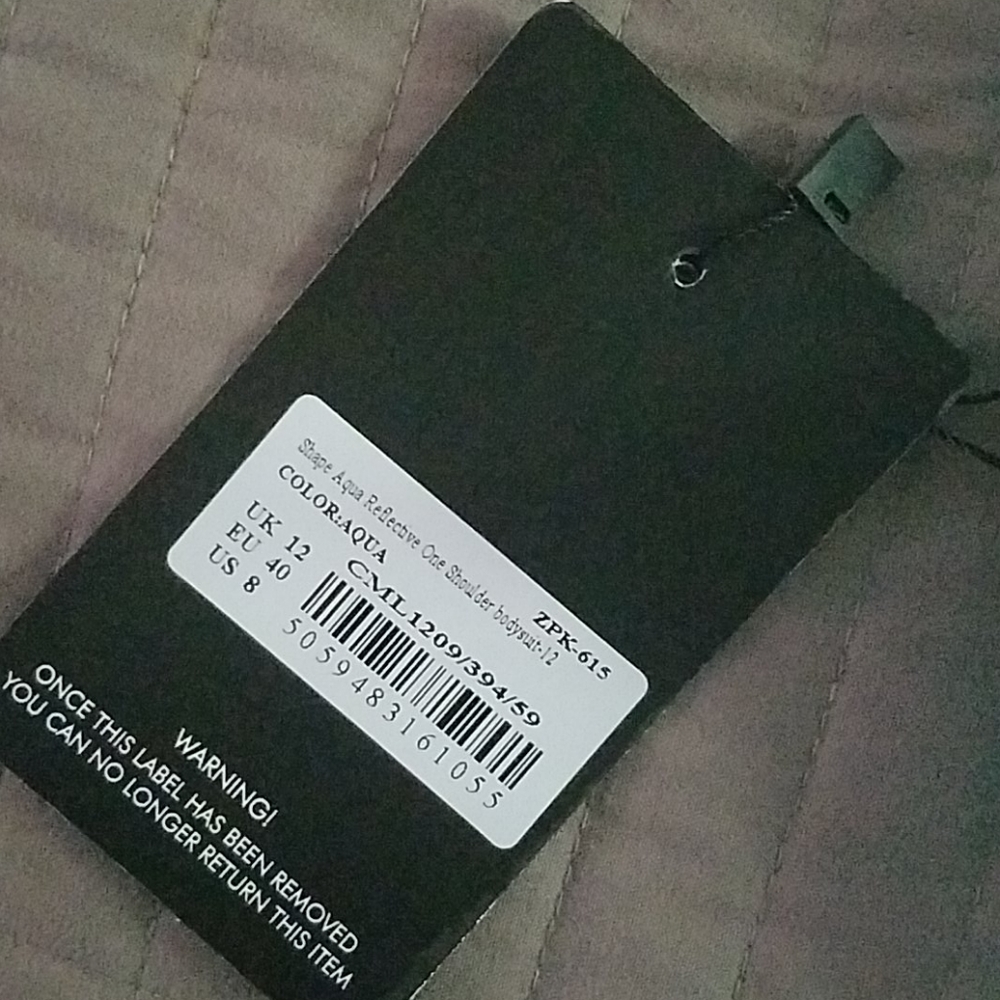 Shape Aqua Reflective One Shoulder bodysuit-12
COLOR:AQUA
ZPK-615
UK 12
EU 40
US 8
CML1209/394/59
5059483161055
WARNING!
ONCE THIS LABEL HAS BEEN REMOVED
YOU CAN NO LONGER RETURN THIS ITEM